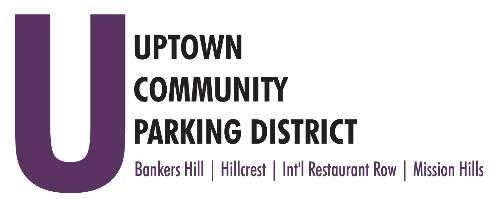 U
UPTOWN
COMMUNITY
PARKING DISTRICT
Bankers Hill | Hillcrest | Int'l Restaurant Row | Mission Hills